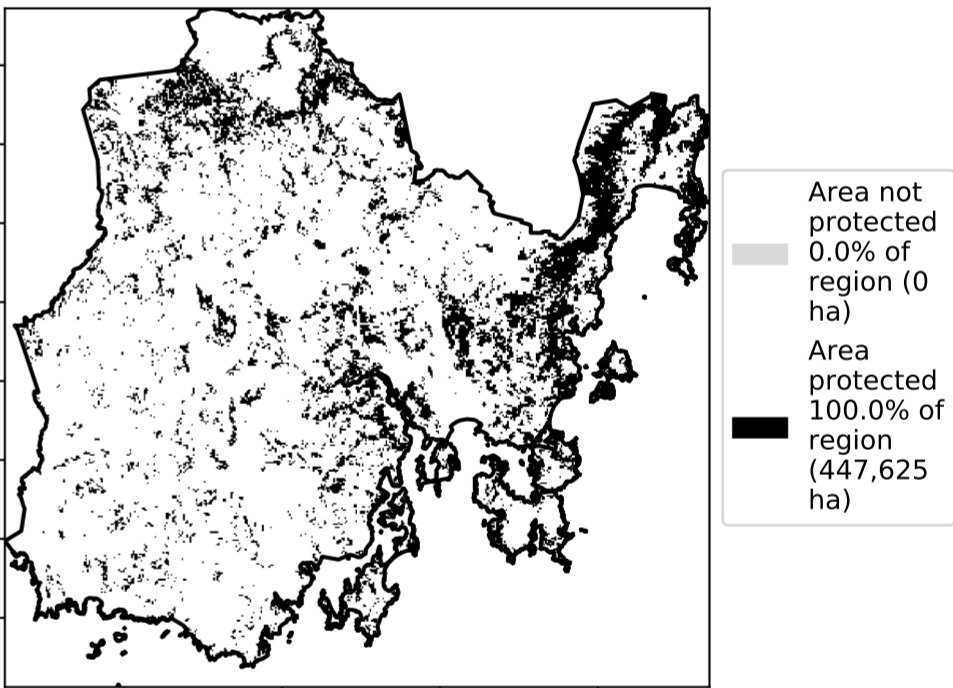 Area not
protected
0.0% of
region (0
ha)
Area
protected
100.0% of
region
(447,625
ha)